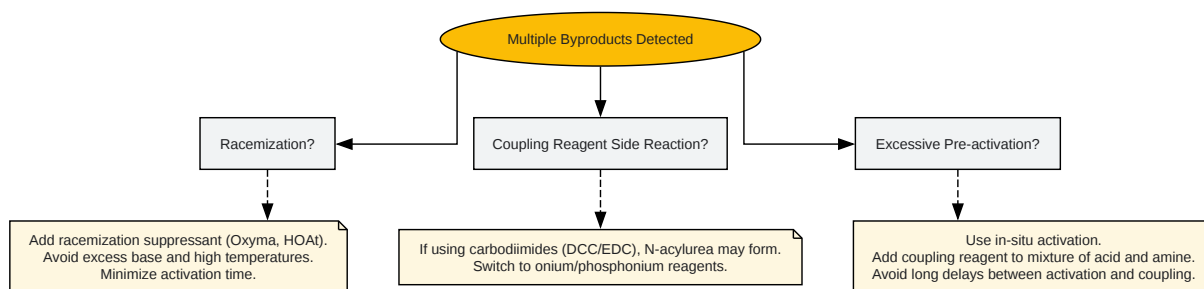 Multiple Byproducts Detected
Racemization?
Coupling Reagent Side Reaction?
Excessive Pre-activation?
Add racemization suppressant (Oxyma, HOAt).
Avoid excess base and high temperatures.
Minimize activation time.
If using carbodiimides (DCC/EDC), N-acylurea may form.
Switch to onium/phosphonium reagents.
Use in-situ activation.
Add coupling reagent to mixture of acid and amine.
Avoid long delays between activation and coupling.